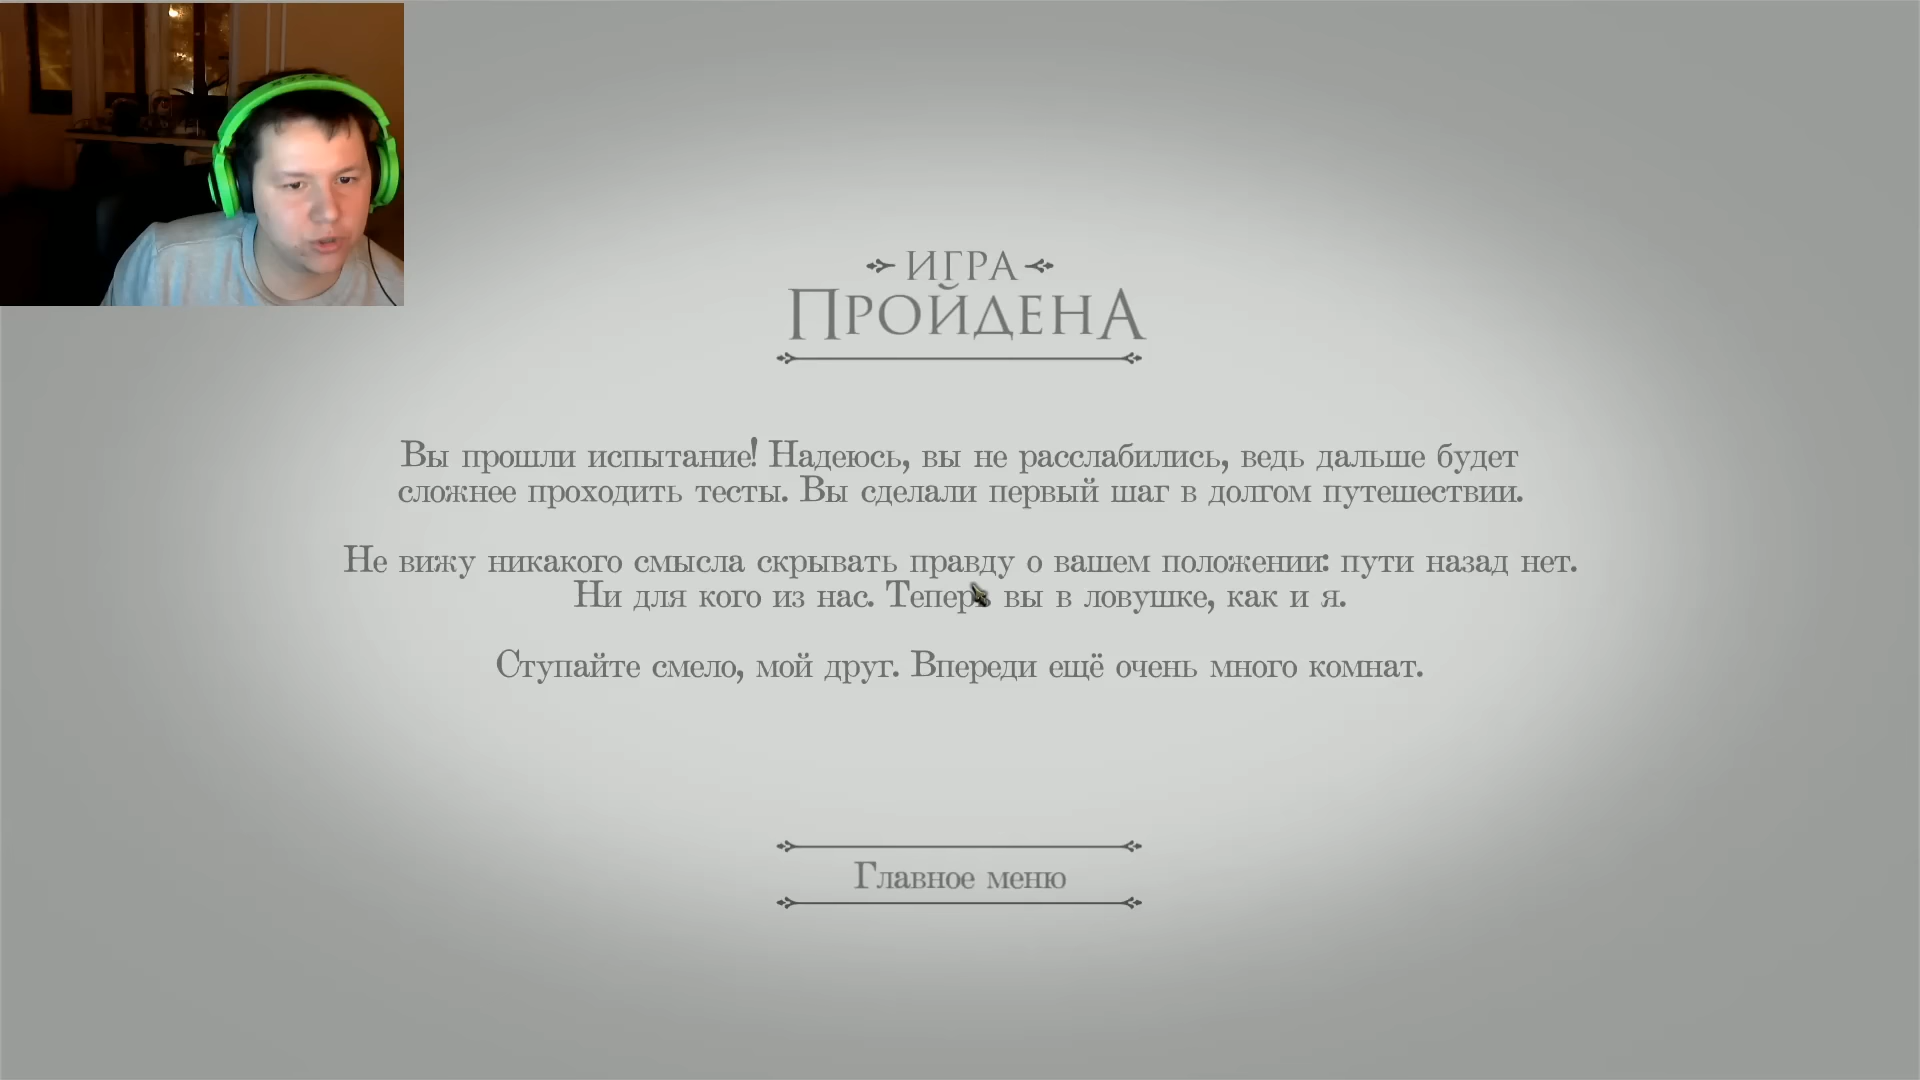 ИГРА
ПРОЙДЕНА
Вы прошли испытание! Надеюсь, вы не расслабились, ведь дальше будет
сложнее проходить тесты. Вы сделали первый шаг в долгом путешествии.
Не вижу никакого смысла скрывать правду о вашем положении: пути назад нет.
Ни для кого из нас. Теперь вы в ловушке, как и я.
Ступайте смело, мой друг. Впереди ещё очень много комнат.
Главное меню